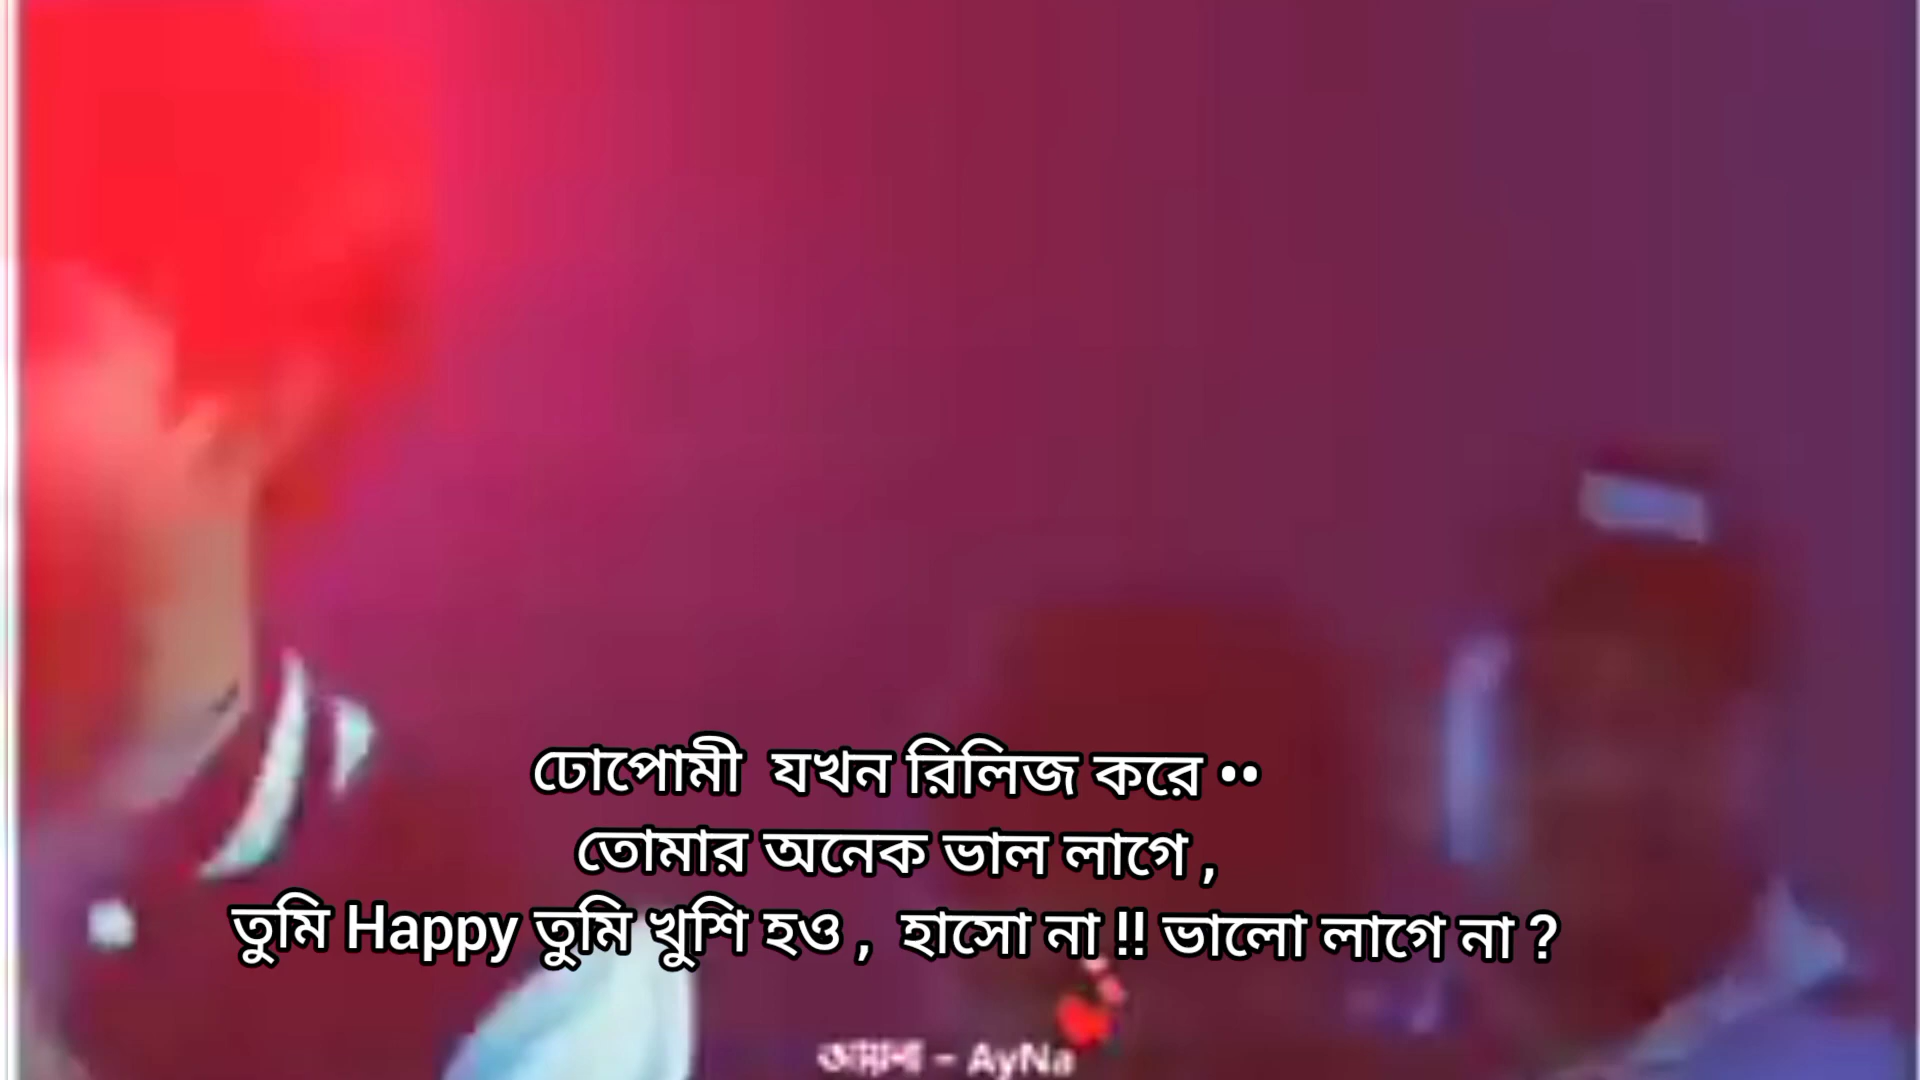 ঢোপোমী যখন রিলিজ করে ••
তোমার অনেক ভাল লাগে ,
তুমি Happy তুমি খুশি হও , হাসো না !! ভালো লাগে না ?
আয়না - AyNa